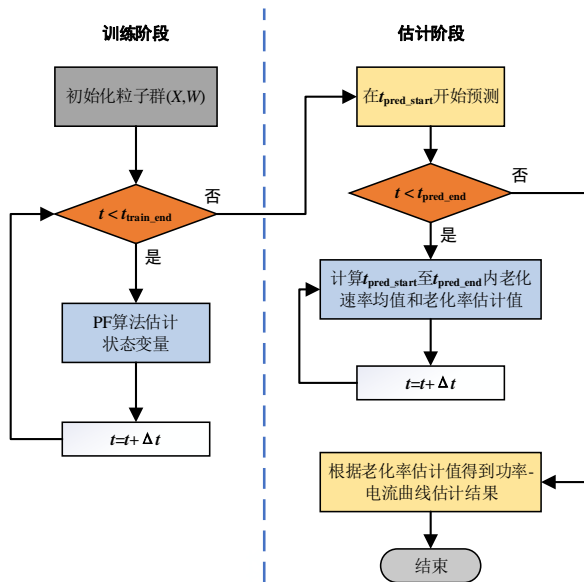 训练阶段
初始化粒子群(X,W)
t < t_train_end
否
是
PF算法估计
状态变量
t=t+Δt
估计阶段
在t_pred_start开始预测
t < t_pred_end
否
是
计算t_pred_start至t_pred_end内老化
速率均值和老化率估计值
t=t+Δt
根据老化率估计值得到功率-
电流曲线估计结果
结束